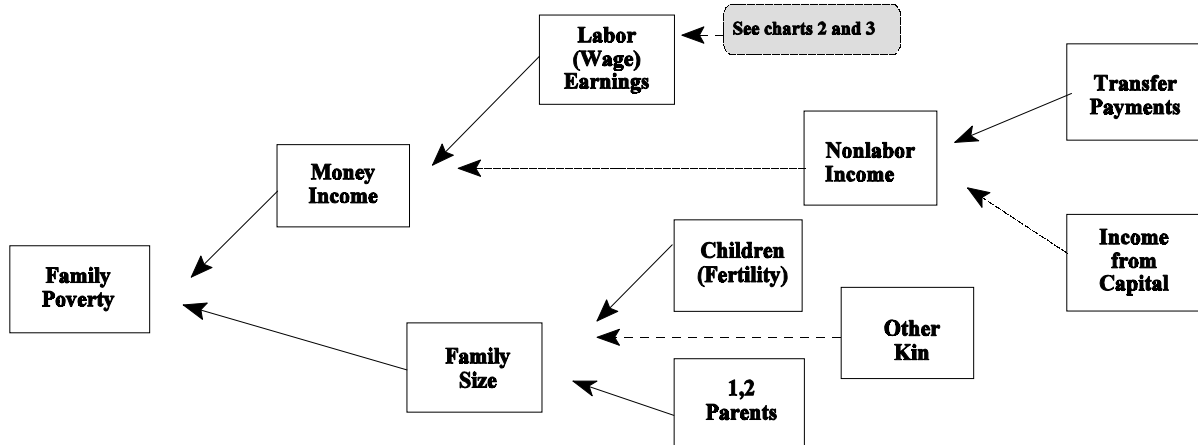 Labor
(Wage)
Earnings
See charts 2 and 3
Transfer
Payments
Nonlabor
Income
Money
Income
Children
(Fertility)
Income
from
Capital
Family
Poverty
Other
Kin
Family
Size
1,2
Parents